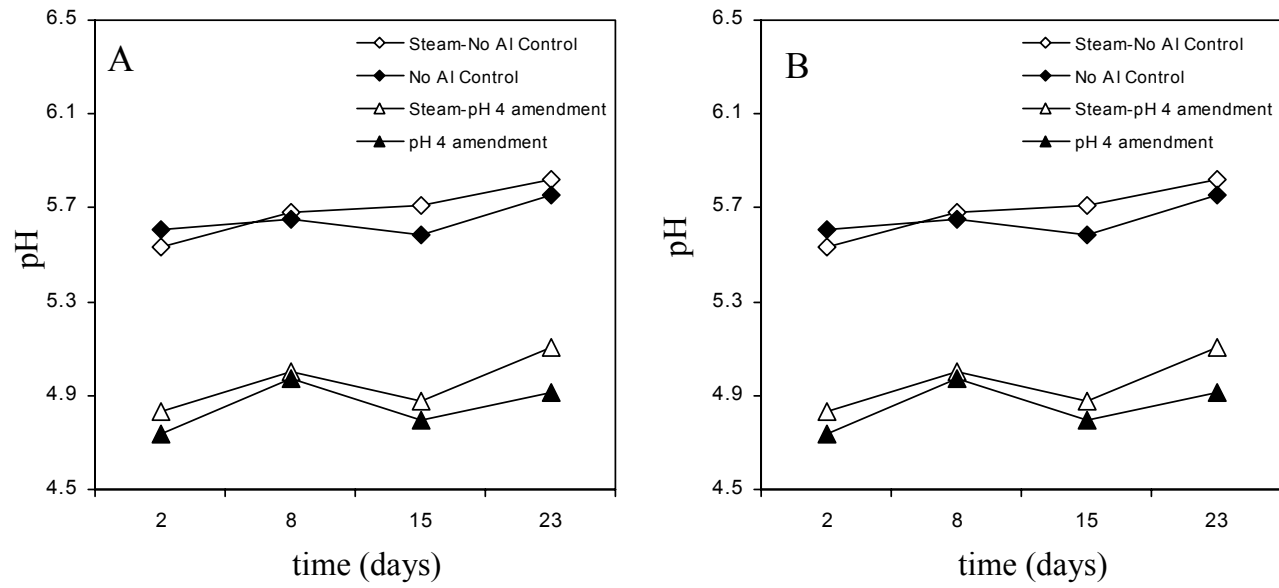 A
Steam-No Al Control
No Al Control
Steam-pH 4 amendment
pH 4 amendment
6.5
6.1
5.7
5.3
4.9
4.5
pH
2 8 15 23
time (days)
B
Steam-No Al Control
No Al Control
Steam-pH 4 amendment
pH 4 amendment
6.5
6.1
5.7
5.3
4.9
4.5
pH
2 8 15 23
time (days)